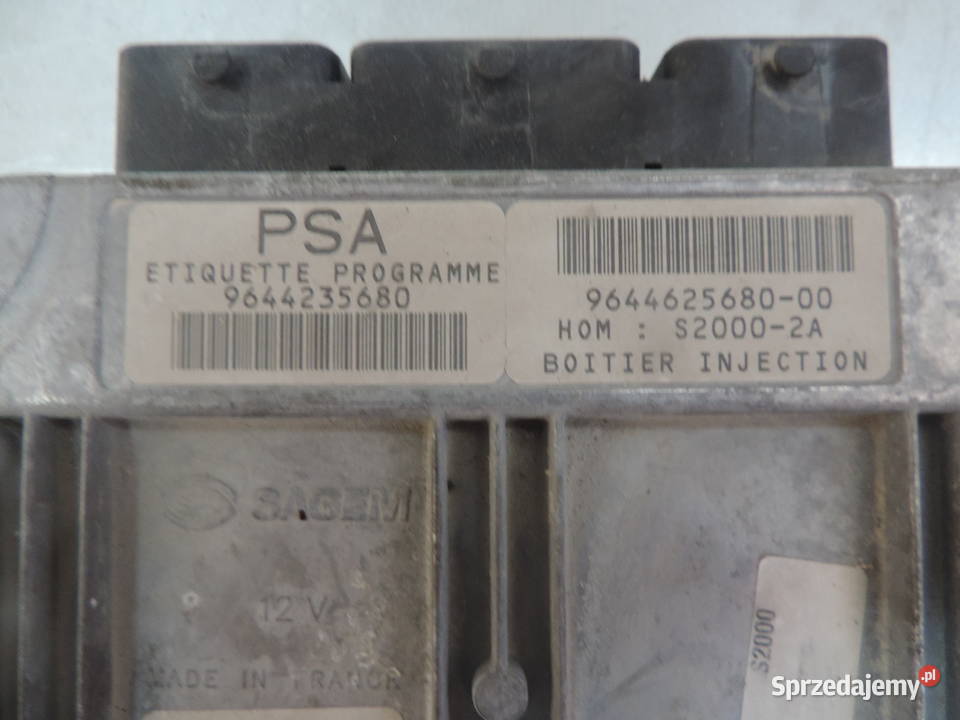 PSA
ETIQUETTE PROGRAMME
9644235680
9644625680-00
HOM : S2000-2A
BOITIER INJECTION
SAGEM
12 V
MADE IN FRANCE
S2000
Sprzedajemy.pl